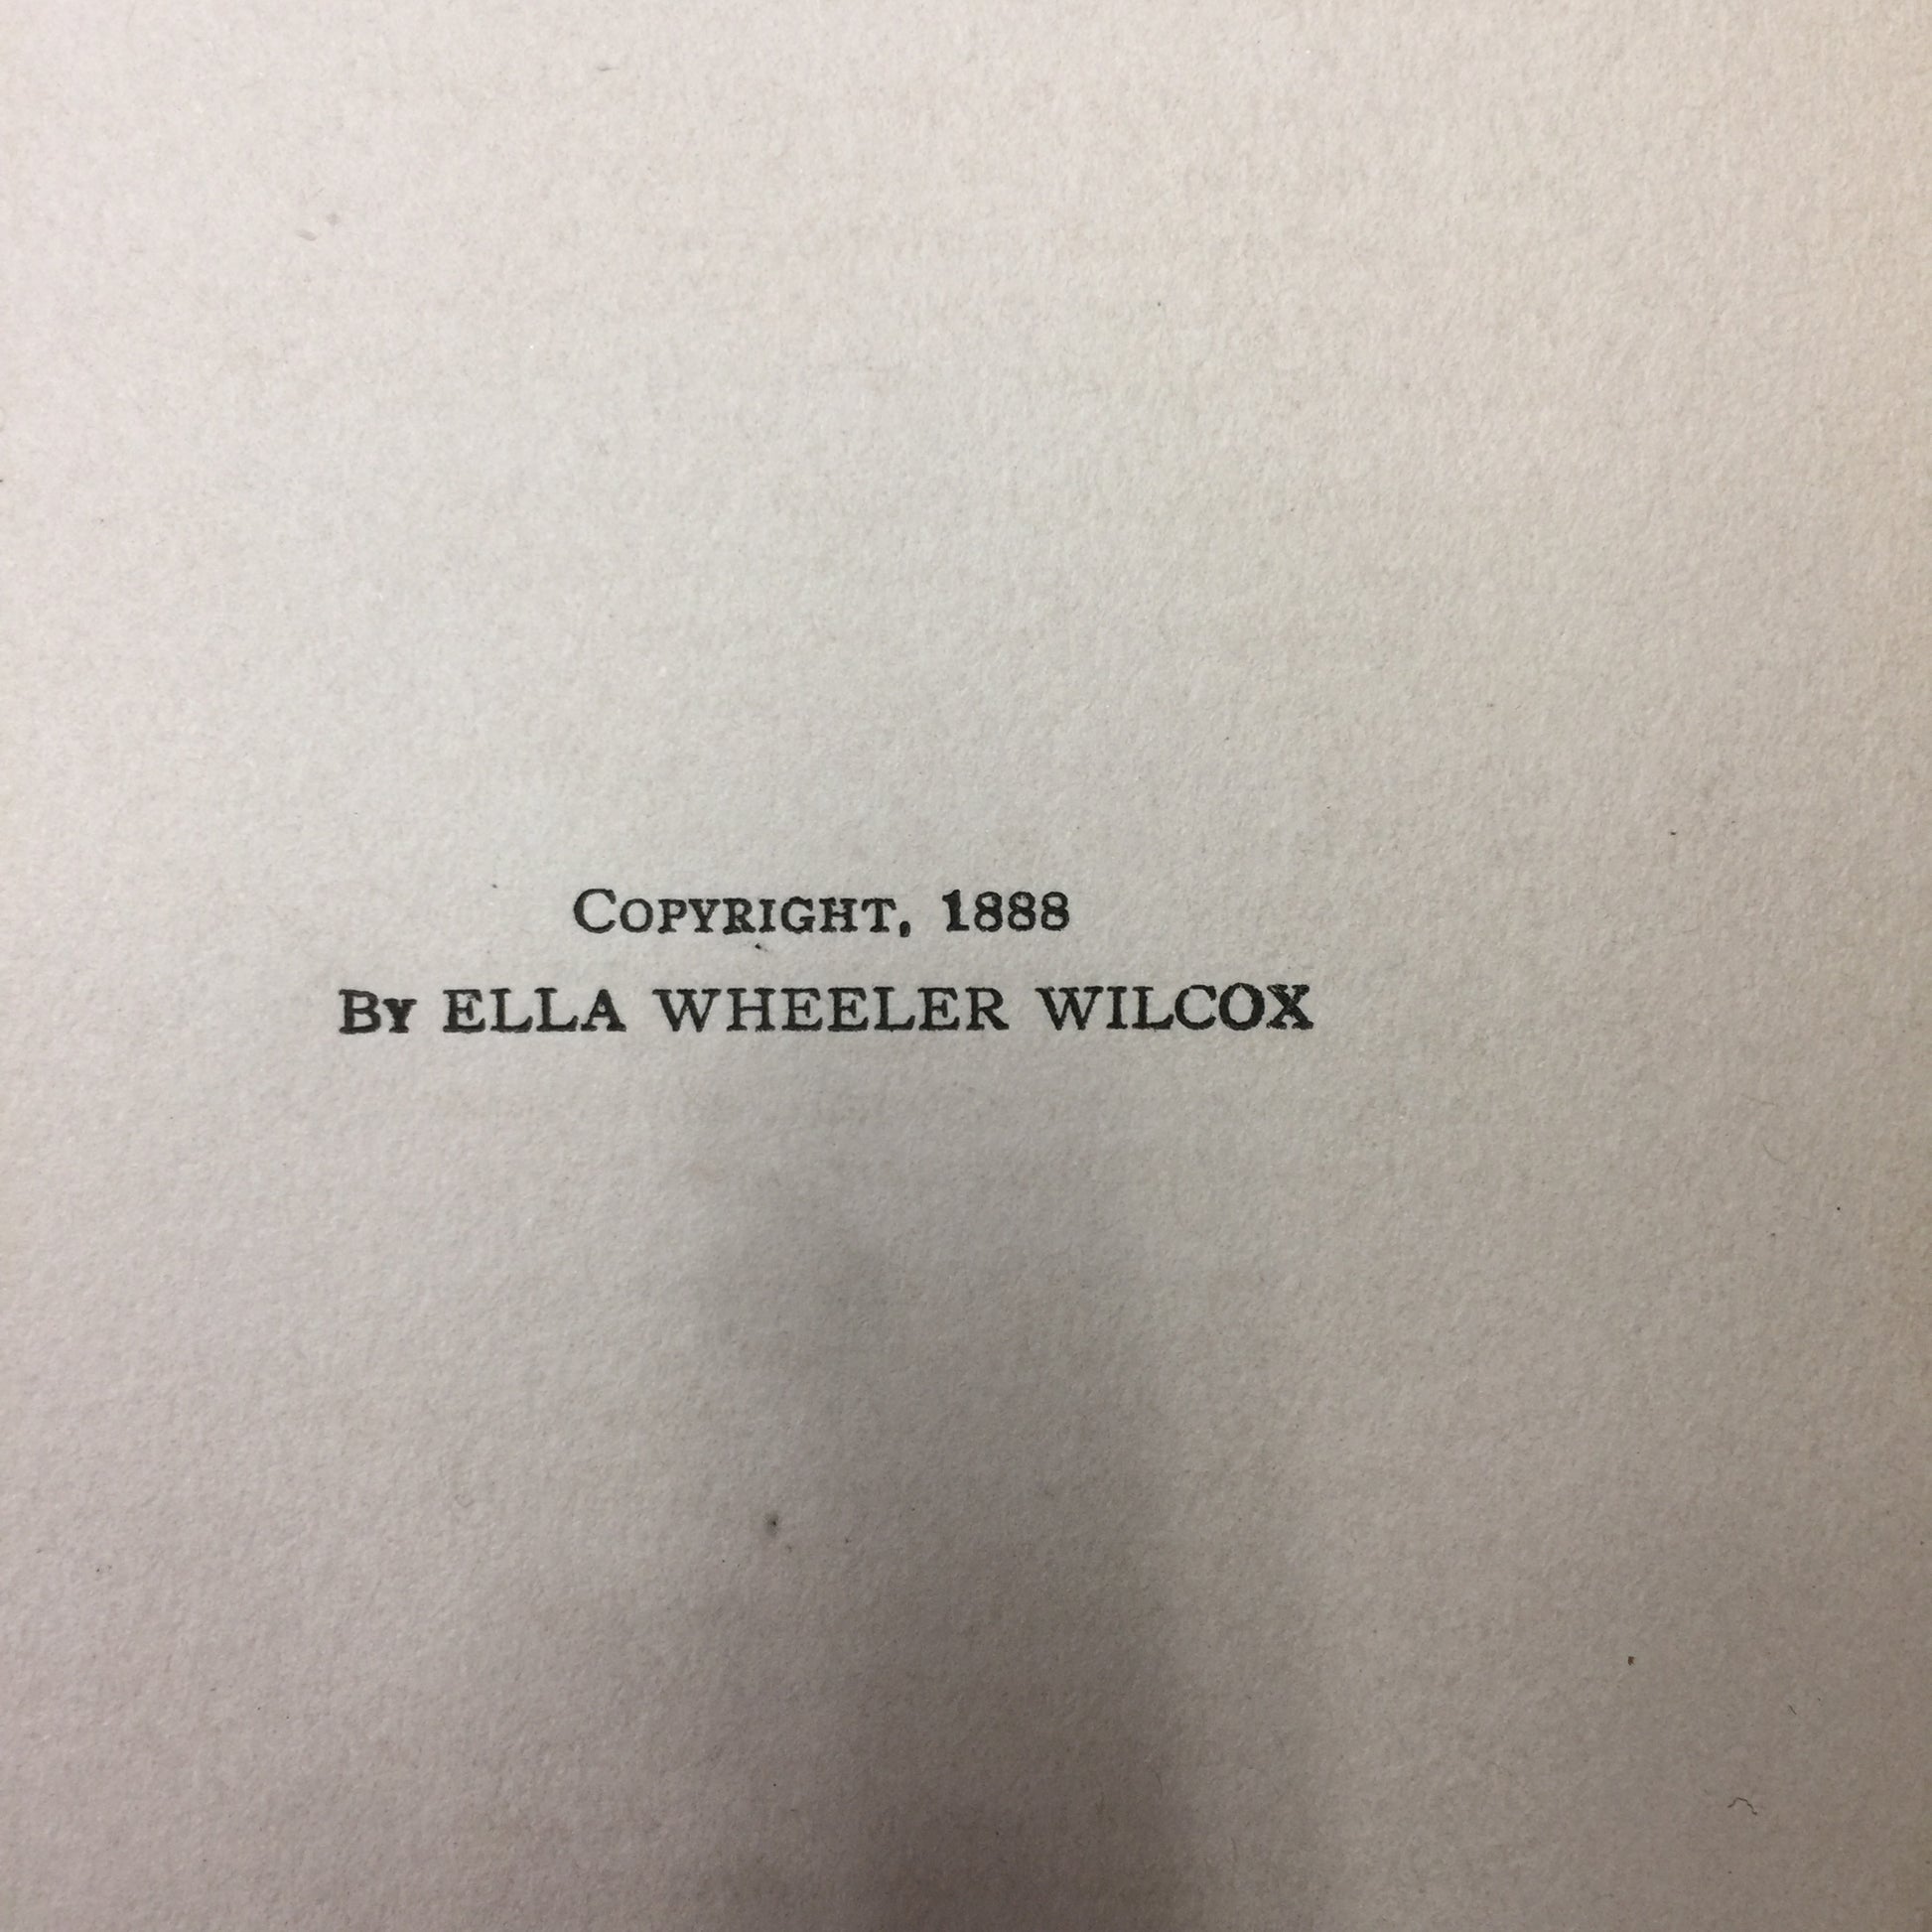 Copyright, 1888
By ELLA WHEELER WILCOX